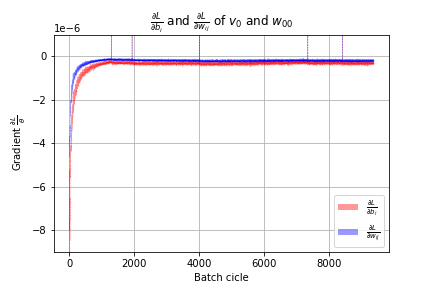 1e−6
∂L/∂b_i and ∂L/∂w_ij of v_0 and w_00
0
−2
−4
−6
−8
Gradient ∂L/θ
0 2000 4000 6000 8000
Batch cicle
∂L/∂b_i
∂L/∂w_ij